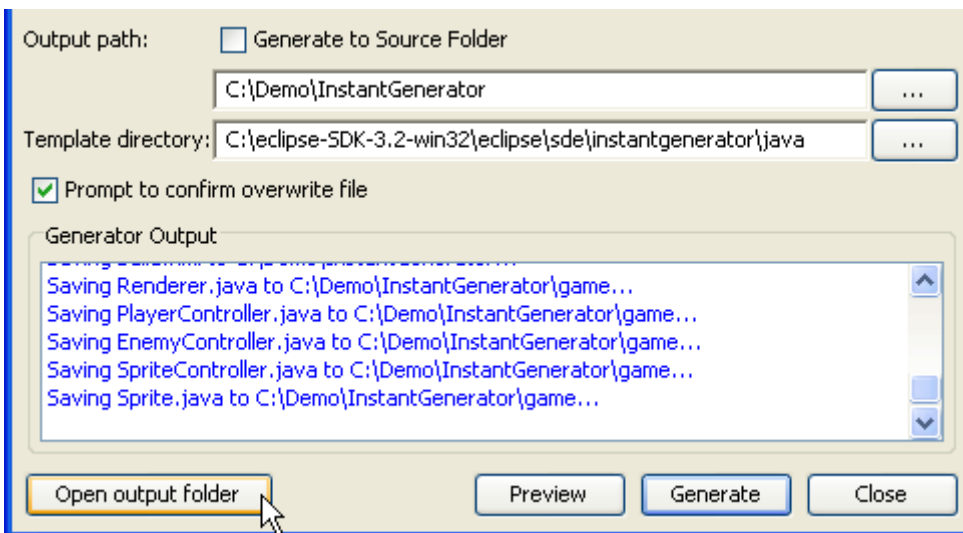 Output path: Generate to Source Folder
C:\Demo\InstantGenerator ...
Template directory: C:\eclipse-SDK-3.2-win32\eclipse\sde\instantgenerator\java ...
Prompt to confirm overwrite file
Generator Output
Saving Renderer.java to C:\Demo\InstantGenerator\game...
Saving PlayerController.java to C:\Demo\InstantGenerator\game...
Saving EnemyController.java to C:\Demo\InstantGenerator\game...
Saving SpriteController.java to C:\Demo\InstantGenerator\game...
Saving Sprite.java to C:\Demo\InstantGenerator\game...
Open output folder Preview Generate Close